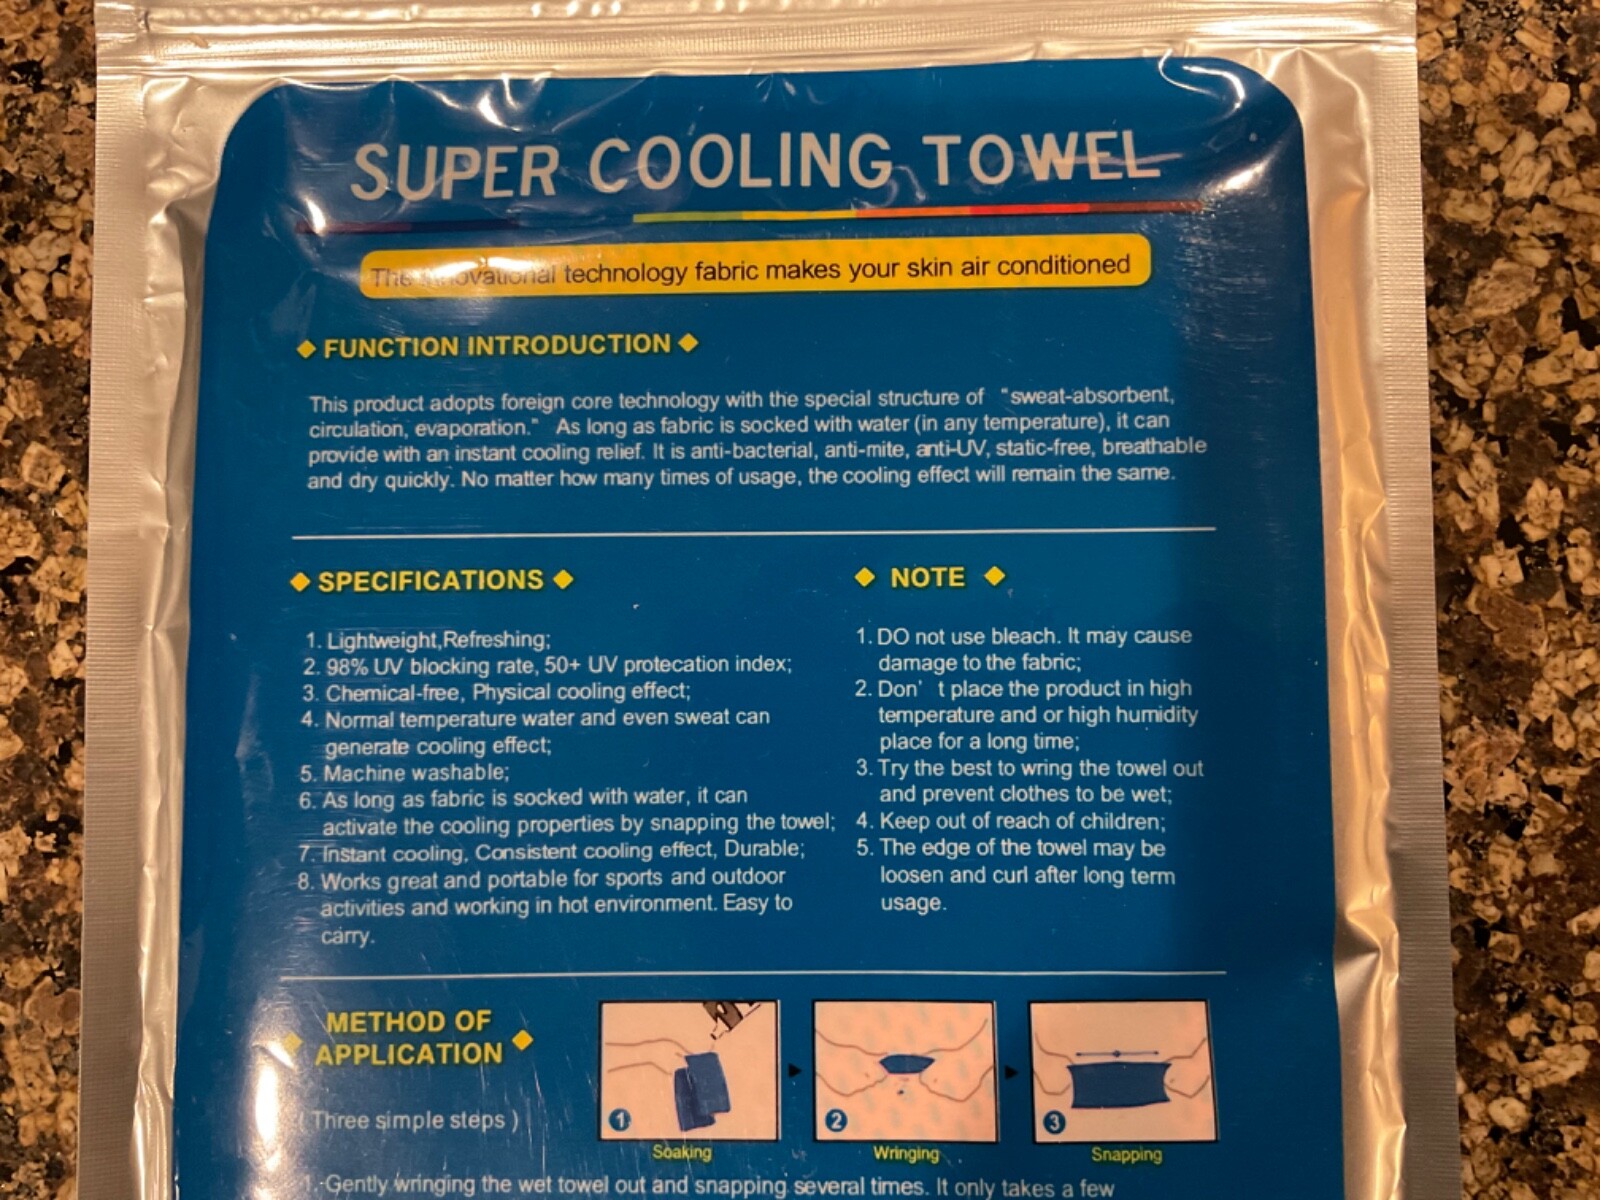 SUPER COOLING TOWEL
The innovational technology fabric makes your skin air conditioned
◆ FUNCTION INTRODUCTION ◆
This product adopts foreign core technology with the special structure of “sweat-absorbent,
circulation, evaporation.” As long as fabric is socked with water (in any temperature), it can
provide with an instant cooling relief. It is anti-bacterial, anti-mite, anti-UV, static-free, breathable
and dry quickly. No matter how many times of usage, the cooling effect will remain the same.
◆ SPECIFICATIONS ◆
1. Lightweight,Refreshing;
2. 98% UV blocking rate, 50+ UV protecation index;
3. Chemical-free, Physical cooling effect;
4. Normal temperature water and even sweat can
generate cooling effect;
5. Machine washable;
6. As long as fabric is socked with water, it can
activate the cooling properties by snapping the towel;
7. Instant cooling, Consistent cooling effect, Durable;
8. Works great and portable for sports and outdoor
activities and working in hot environment. Easy to
carry.
◆ NOTE ◆
1. DO not use bleach. It may cause
damage to the fabric;
2. Don’ t place the product in high
temperature and or high humidity
place for a long time;
3. Try the best to wring the towel out
and prevent clothes to be wet;
4. Keep out of reach of children;
5. The edge of the towel may be
loosen and curl after long term
usage.
◆ METHOD OF
APPLICATION ◆
( Three simple steps )
1
Soaking
2
Wringing
3
Snapping
1.·Gently wringing the wet towel out and snapping several times. It only takes a few